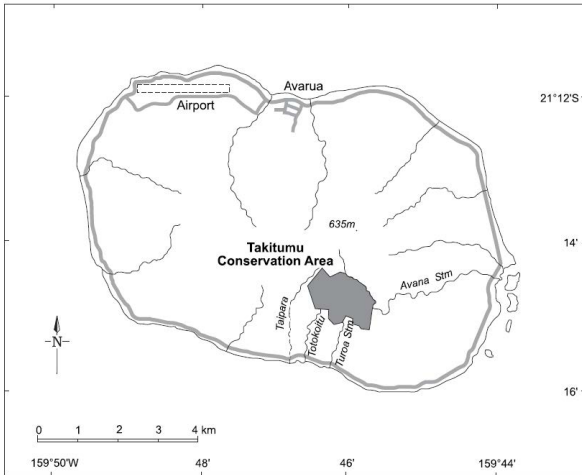 Avarua
Airport
21°12'S
635m
14'
Takitumu
Conservation Area
Avana Stm
Taipara
Totokoitu
Turoa Stm
N
16'
0 1 2 3 4 km
159°50'W
48'
46'
159°44'